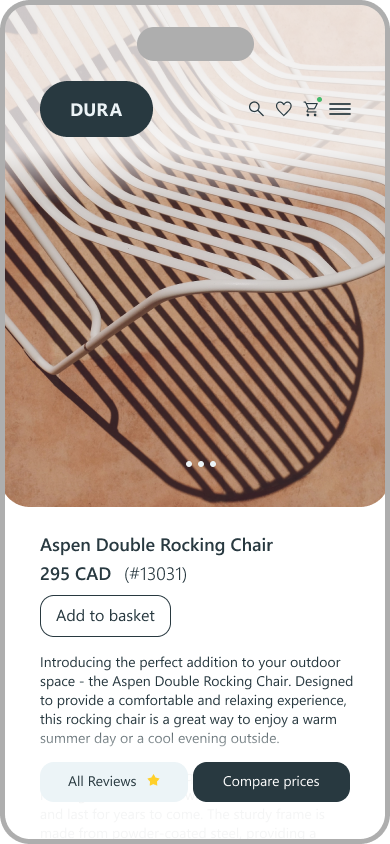 DURA
Aspen Double Rocking Chair
295 CAD (#13031)
Add to basket
Introducing the perfect addition to your outdoor
space - the Aspen Double Rocking Chair. Designed
to provide a comfortable and relaxing experience,
this rocking chair is a great way to enjoy a warm
summer day or a cool evening outside.
All Reviews
Compare prices
and last for years to come. The sturdy frame is
made from powder-coated steel, providing a